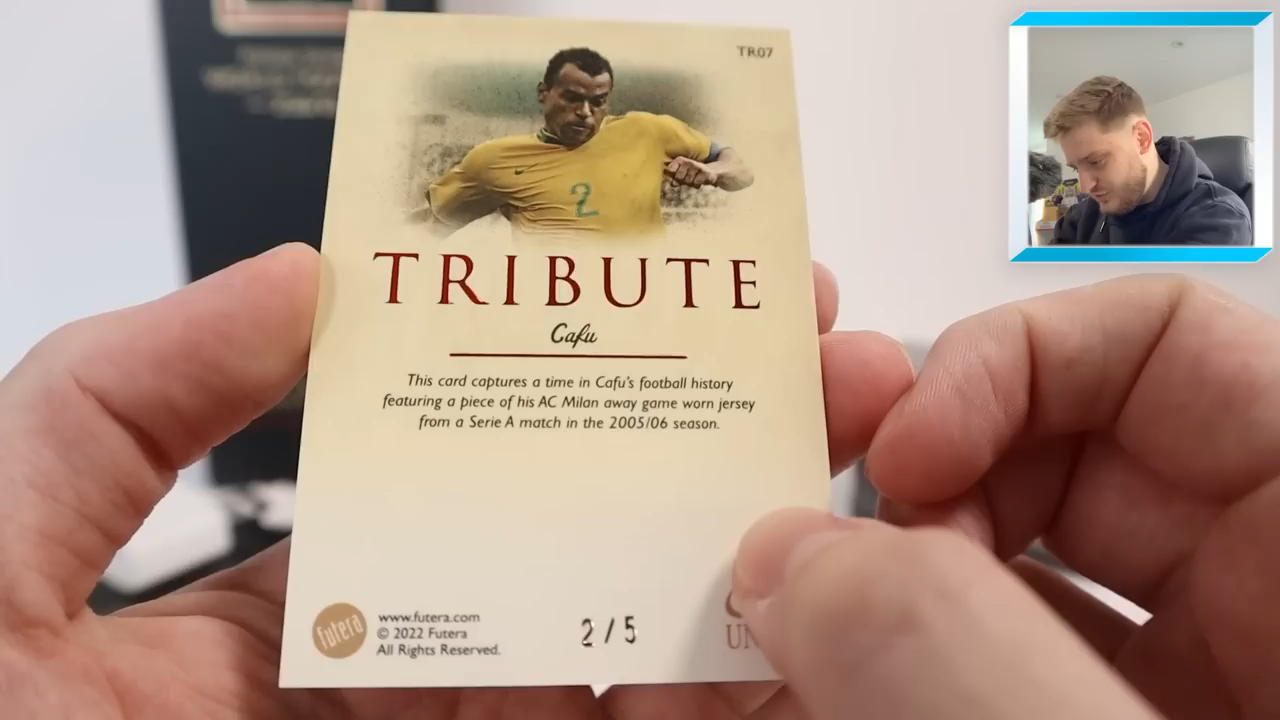 TR07
2
TRIBUTE
Cafu
This card captures a time in Cafu's football history
featuring a piece of his AC Milan away game worn jersey
from a Serie A match in the 2005/06 season.
futera
www.futera.com
© 2022 Futera
All Rights Reserved.
2/5